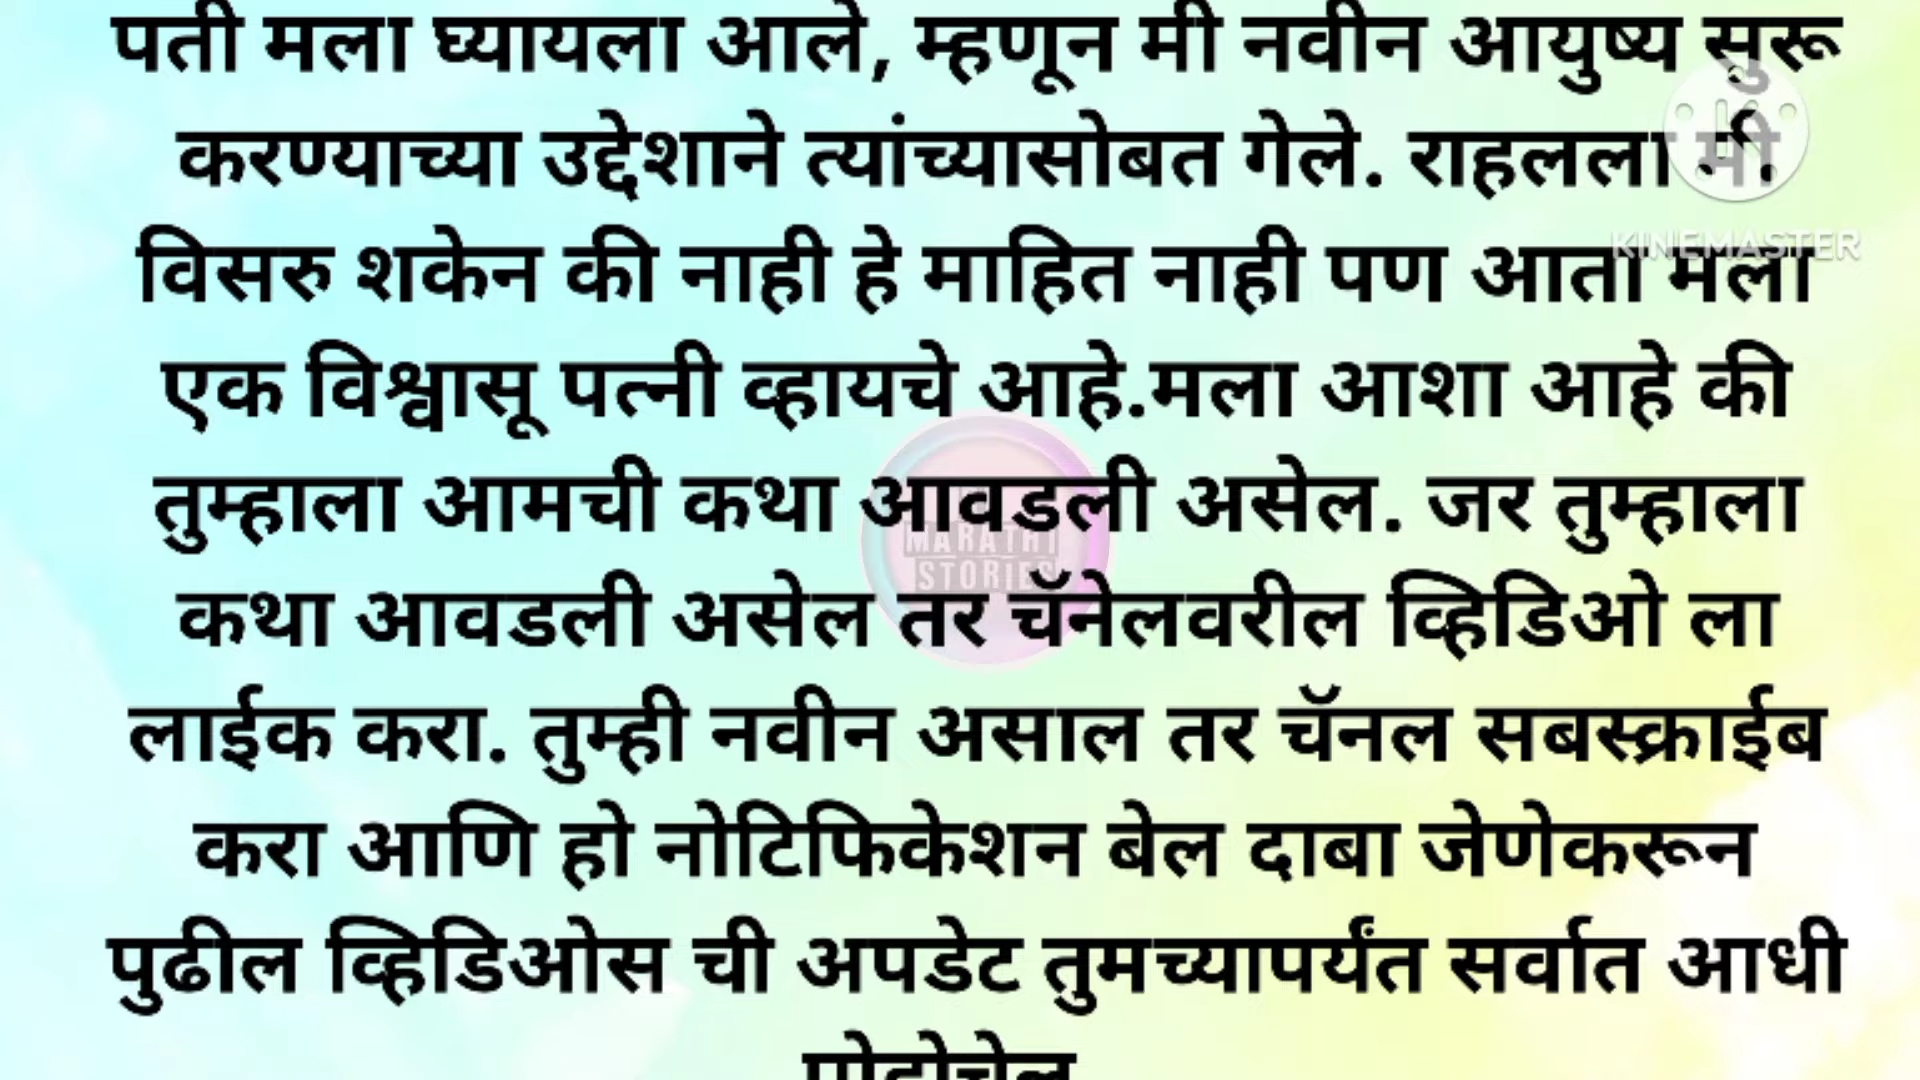 पती मला घ्यायला आले, म्हणून मी नवीन आयुष्य सुरू
करण्याच्या उद्देशाने त्यांच्यासोबत गेले. राहलला मी
KINEMASTER
विसरु शकेन की नाही हे माहित नाही पण आता मला
एक विश्वासू पत्नी व्हायचे आहे.मला आशा आहे की
तुम्हाला आमची कथा आवडली असेल. जर तुम्हाला
MARATHI
STORIES
कथा आवडली असेल तर चॅनेलवरील व्हिडिओ ला
लाईक करा. तुम्ही नवीन असाल तर चॅनल सबस्क्राईब
करा आणि हो नोटिफिकेशन बेल दाबा जेणेकरून
पुढील व्हिडिओस ची अपडेट तुमच्यापर्यंत सर्वात आधी